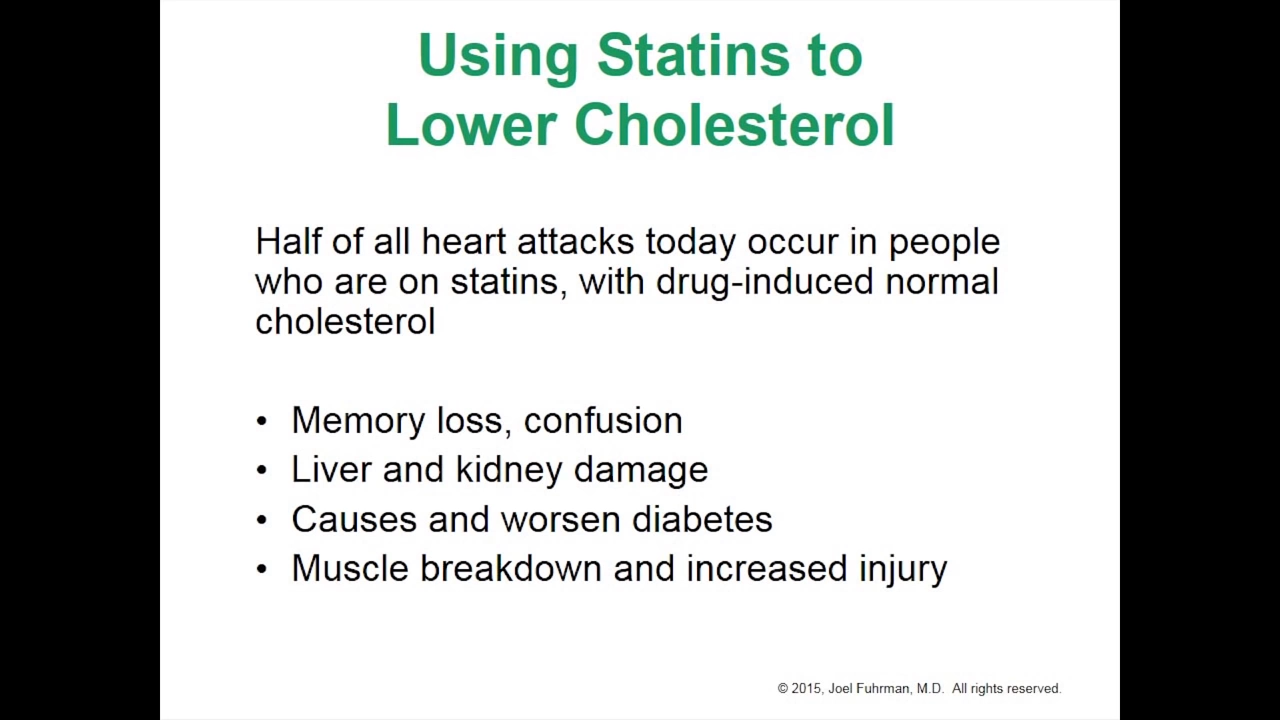 Using Statins to
Lower Cholesterol
Half of all heart attacks today occur in people
who are on statins, with drug-induced normal
cholesterol
• Memory loss, confusion
• Liver and kidney damage
• Causes and worsen diabetes
• Muscle breakdown and increased injury
© 2015, Joel Fuhrman, M.D. All rights reserved.